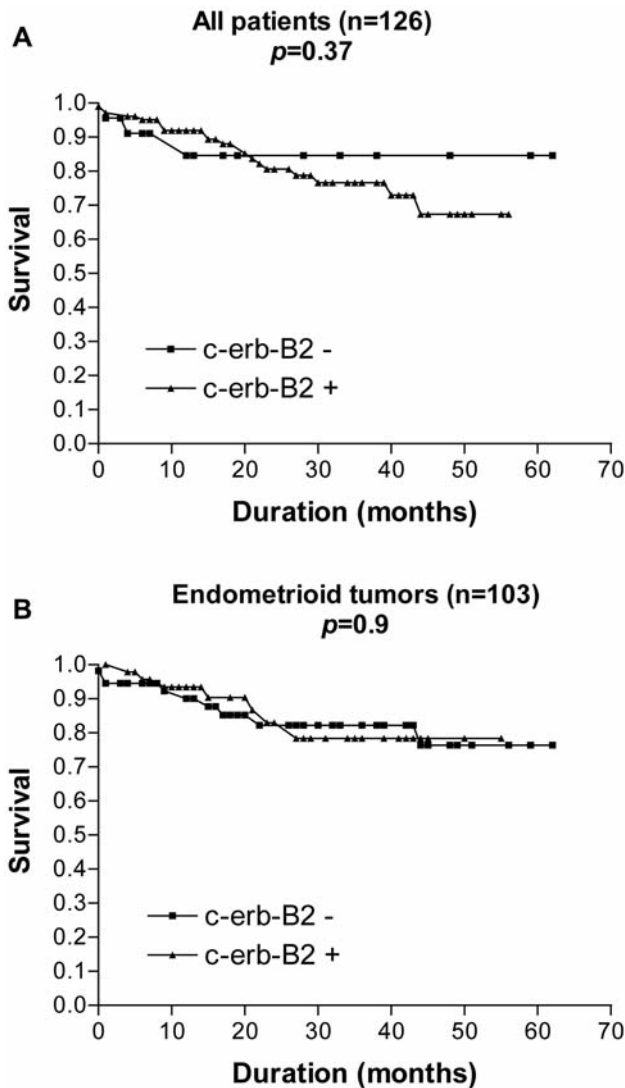 A
All patients (n=126)
p=0.37
1.0
0.9
0.8
0.7
0.6
0.5
0.4
0.3
0.2
0.1
0.0
Survival
c-erb-B2 -
c-erb-B2 +
0 10 20 30 40 50 60 70
Duration (months)
B
Endometrioid tumors (n=103)
p=0.9
1.0
0.9
0.8
0.7
0.6
0.5
0.4
0.3
0.2
0.1
0.0
Survival
c-erb-B2 -
c-erb-B2 +
0 10 20 30 40 50 60 70
Duration (months)